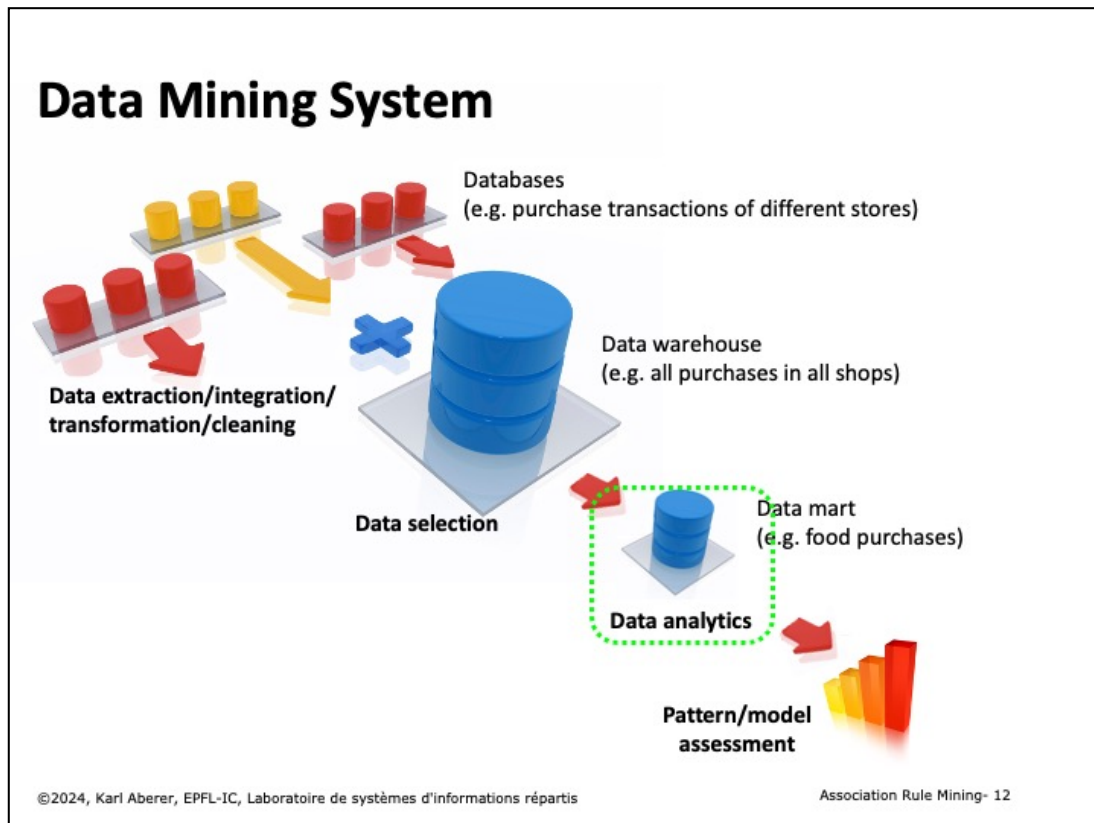 Data Mining System
Databases
(e.g. purchase transactions of different stores)
Data warehouse
(e.g. all purchases in all shops)
Data extraction/integration/
transformation/cleaning
Data selection
Data mart
(e.g. food purchases)
Data analytics
Pattern/model
assessment
©2024, Karl Aberer, EPFL-IC, Laboratoire de systèmes d'informations répartis
Association Rule Mining- 12